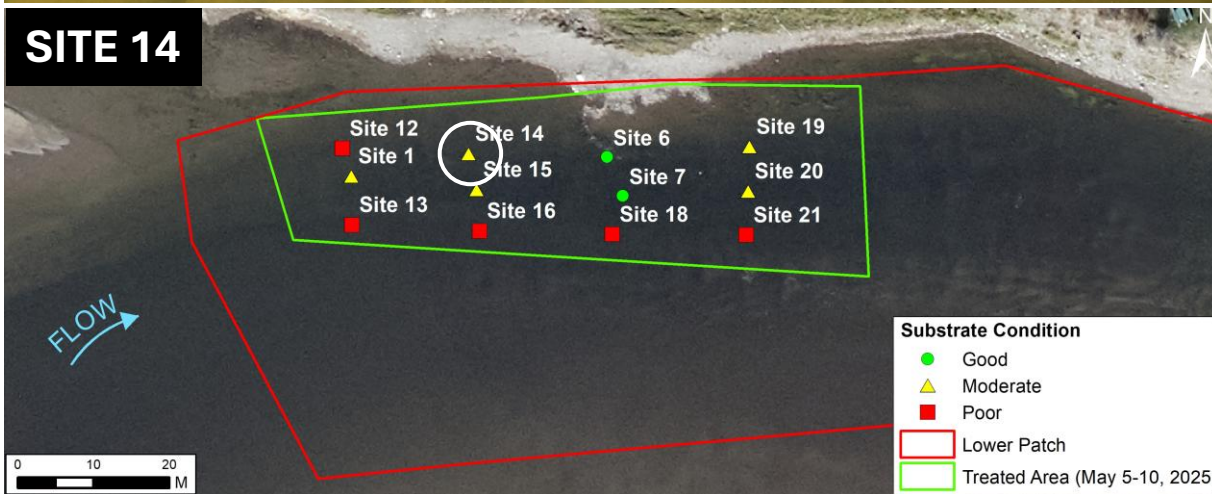 SITE 14
N
Site 12
Site 14
Site 6
Site 19
Site 1
Site 15
Site 7
Site 20
Site 13
Site 16
Site 18
Site 21
FLOW
Substrate Condition
Good
Moderate
Poor
Lower Patch
Treated Area (May 5-10, 2025
0 10 20
M